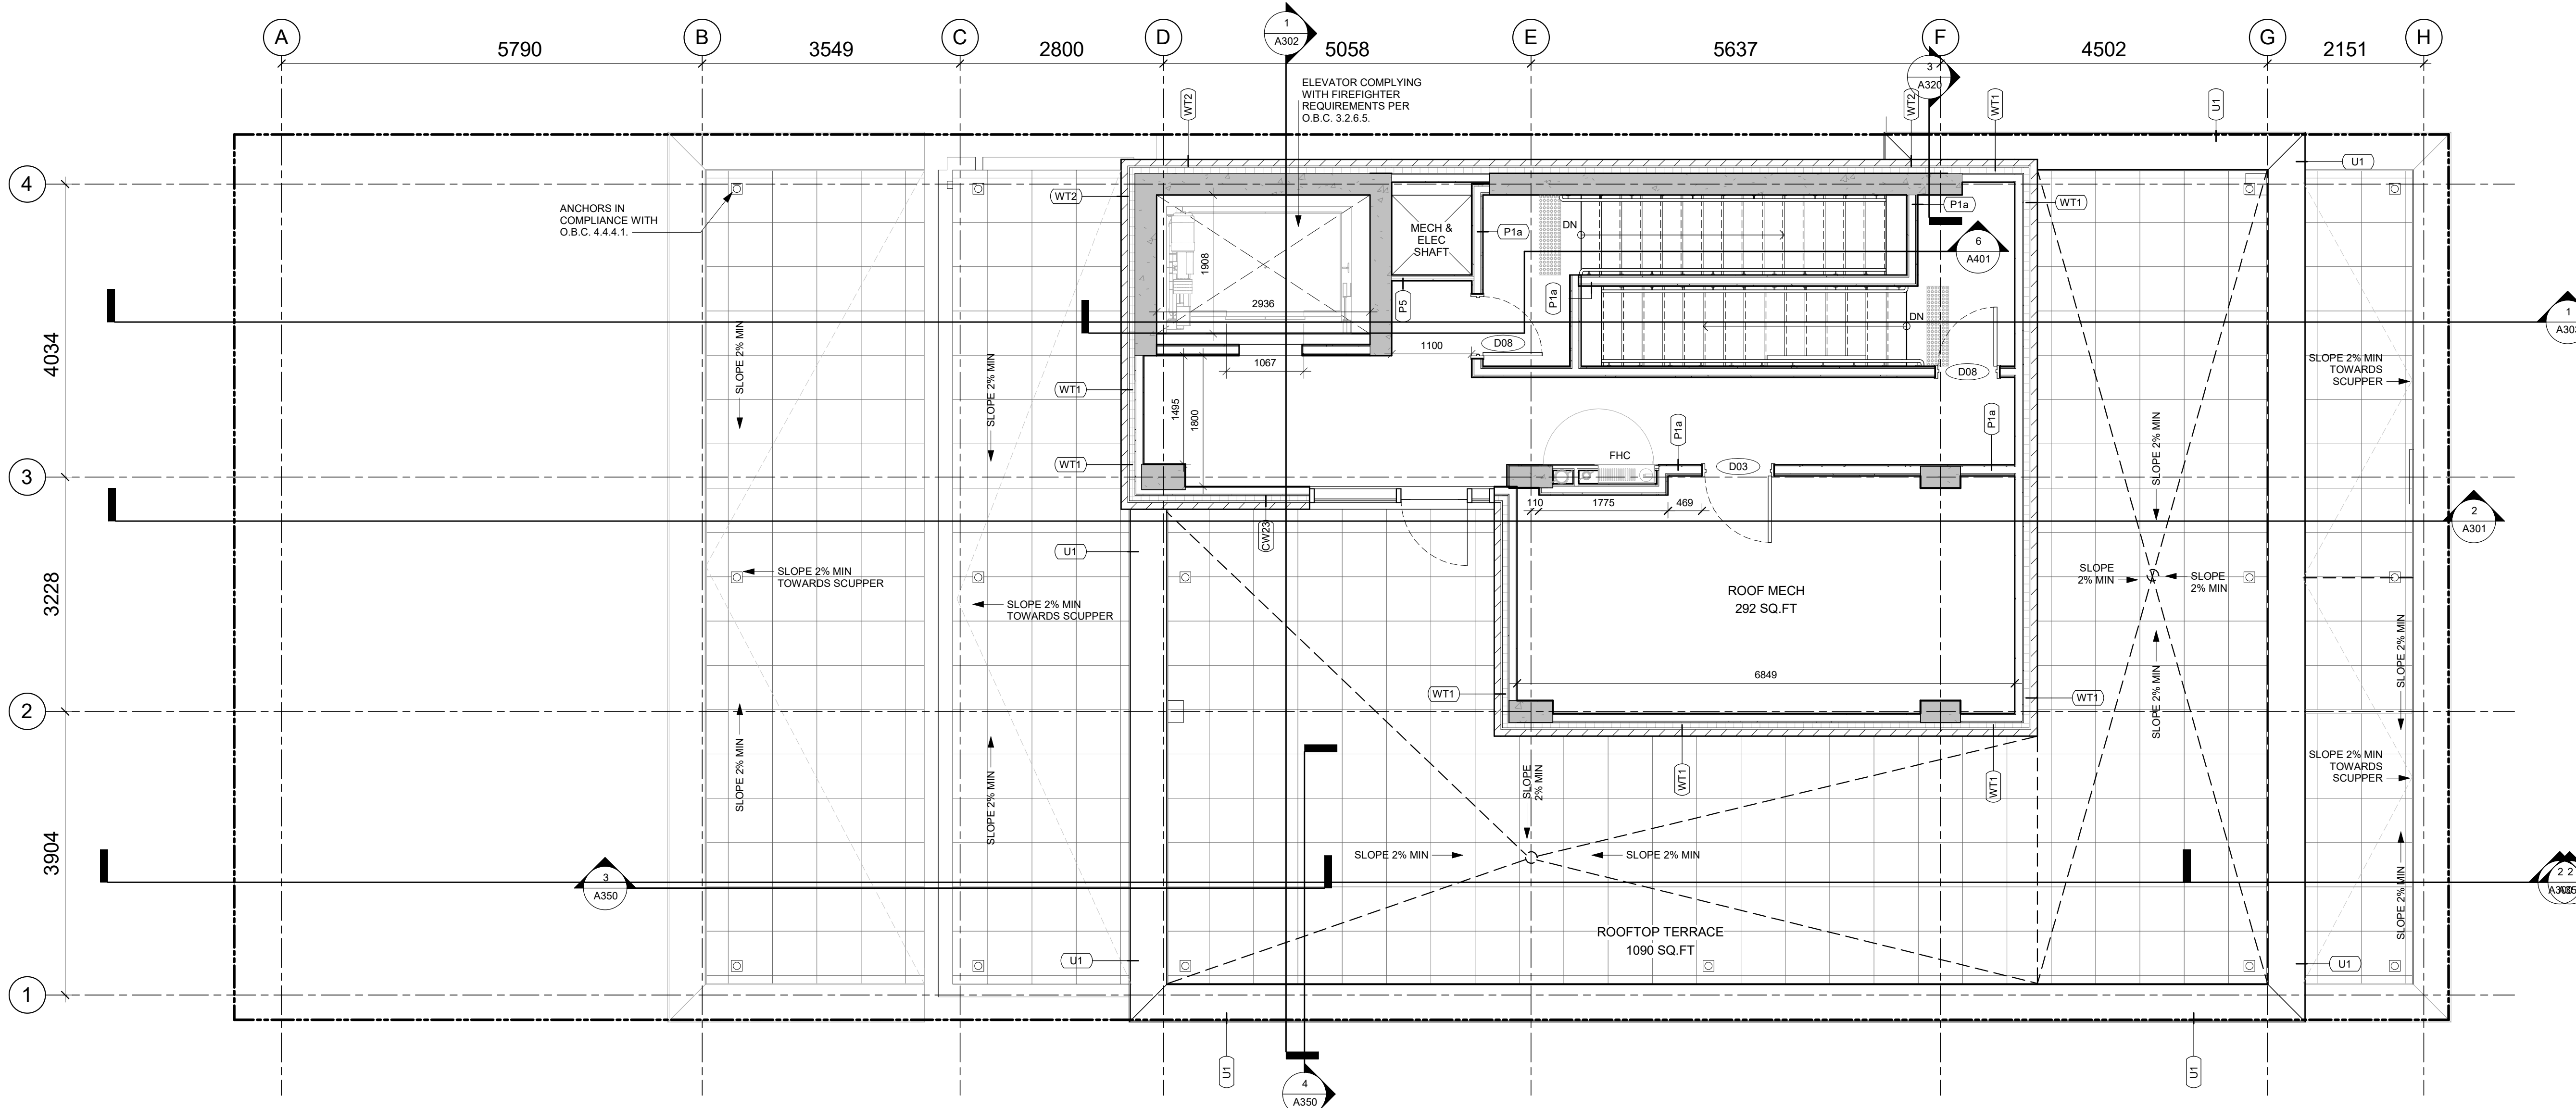 A
B
C
D
E
F
G
H
5790
3549
2800
5058
5637
4502
2151
1
A302
3
A320
ELEVATOR COMPLYING
WITH FIREFIGHTER
REQUIREMENTS PER
O.B.C. 3.2.6.5.
WT2
WT2
WT1
U1
U1
4
ANCHORS IN
COMPLIANCE WITH
O.B.C. 4.4.4.1.
WT2
MECH &
ELEC
SHAFT
P1a
DN
P1a
WT1
6
A401
1908
2936
P5
P1a
DN
1
4034
SLOPE 2% MIN
SLOPE 2% MIN
WT1
1067
1100
D08
D08
SLOPE 2% MIN
TOWARDS
SCUPPER
1495
1800
P1a
P1a
SLOPE 2% MIN
WT1
FHC
D03
3
110
1775
469
CW23
2
A301
U1
SLOPE 2% MIN
TOWARDS SCUPPER
SLOPE 2% MIN
TOWARDS SCUPPER
3228
ROOF MECH
292 SQ.FT
SLOPE
2% MIN
SLOPE
2% MIN
SLOPE 2% MIN
SLOPE 2% MIN
6849
WT1
WT1
2
SLOPE 2% MIN
SLOPE 2% MIN
WT1
WT1
SLOPE
2% MIN
SLOPE 2% MIN
TOWARDS
SCUPPER
3904
SLOPE 2% MIN
SLOPE 2% MIN
SLOPE 2% MIN
3
A350
2
2
ROOFTOP TERRACE
1090 SQ.FT
U1
U1
1
U1
U1
4
A350